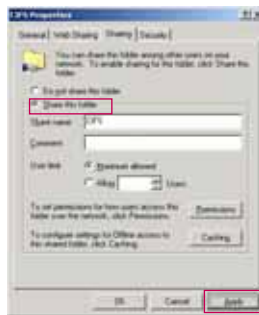 CIFS Properties
General Web Sharing Sharing Security
You can share this folder among other users on your
network. To enable sharing for this folder, click Share this
folder.
Do not share this folder
Share this folder
Share name: CIFS
Comment:
User limit: Maximum allowed
Allow Users
To set permissions for how users access this
folder over the network, click Permissions.
Permissions
To configure settings for Offline access to
this shared folder, click Caching.
Caching
OK Cancel Apply